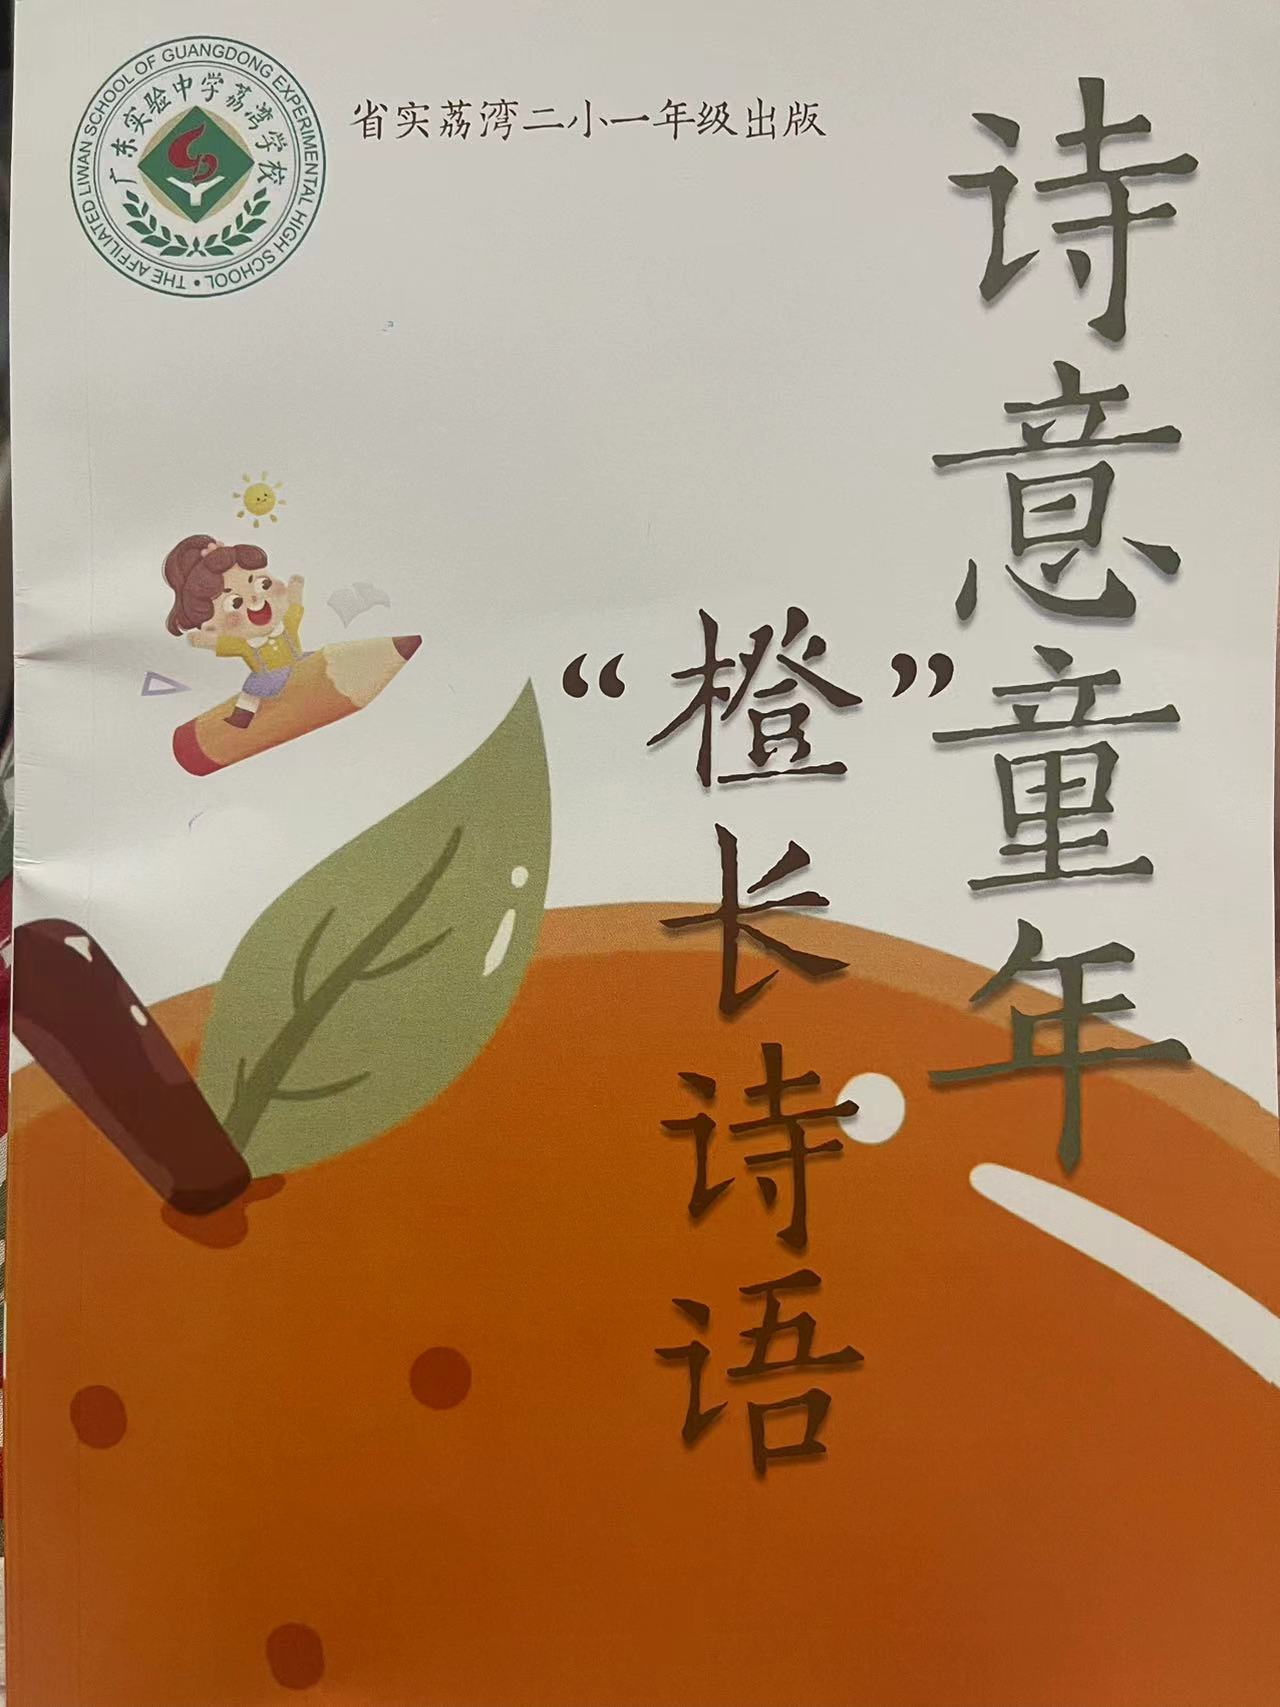 THE AFFILIATED LIWAN SCHOOL OF GUANGDONG EXPERIMENTAL HIGH SCHOOL
广东实验中学荔湾学校
省实荔湾二小一年级出版
诗意童年
“橙”长诗语